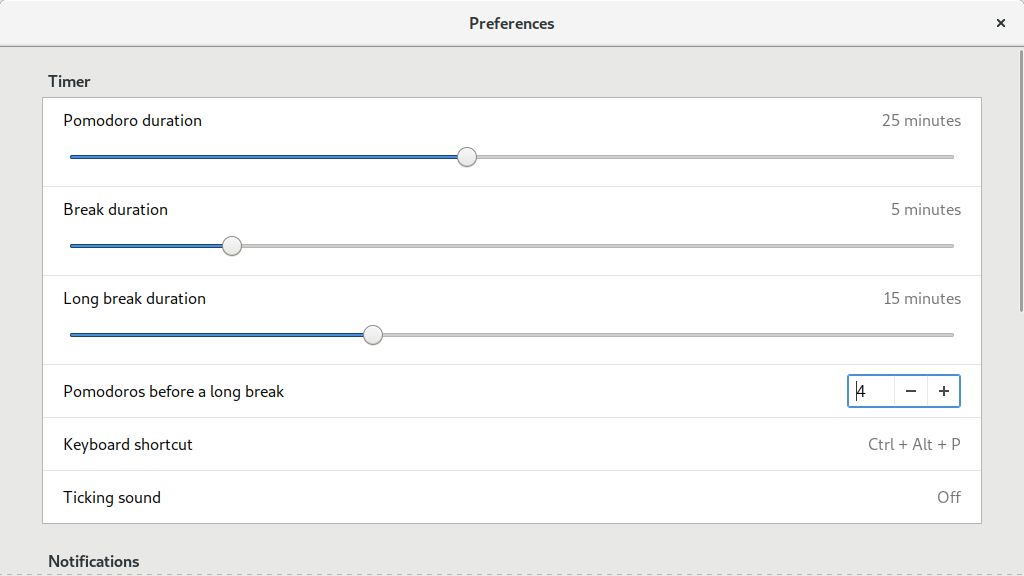 Preferences
Timer
Pomodoro duration 25 minutes
Break duration 5 minutes
Long break duration 15 minutes
Pomodoros before a long break 4 − +
Keyboard shortcut Ctrl + Alt + P
Ticking sound Off
Notifications